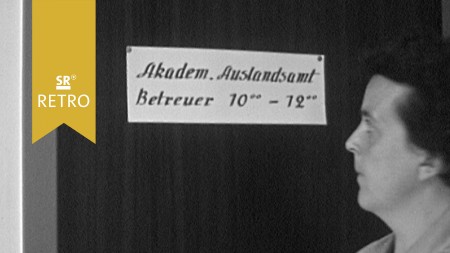 SR®
RETRO
Akadem. Auslandsamt
Betreuer 10⁰⁰ - 12⁰⁰